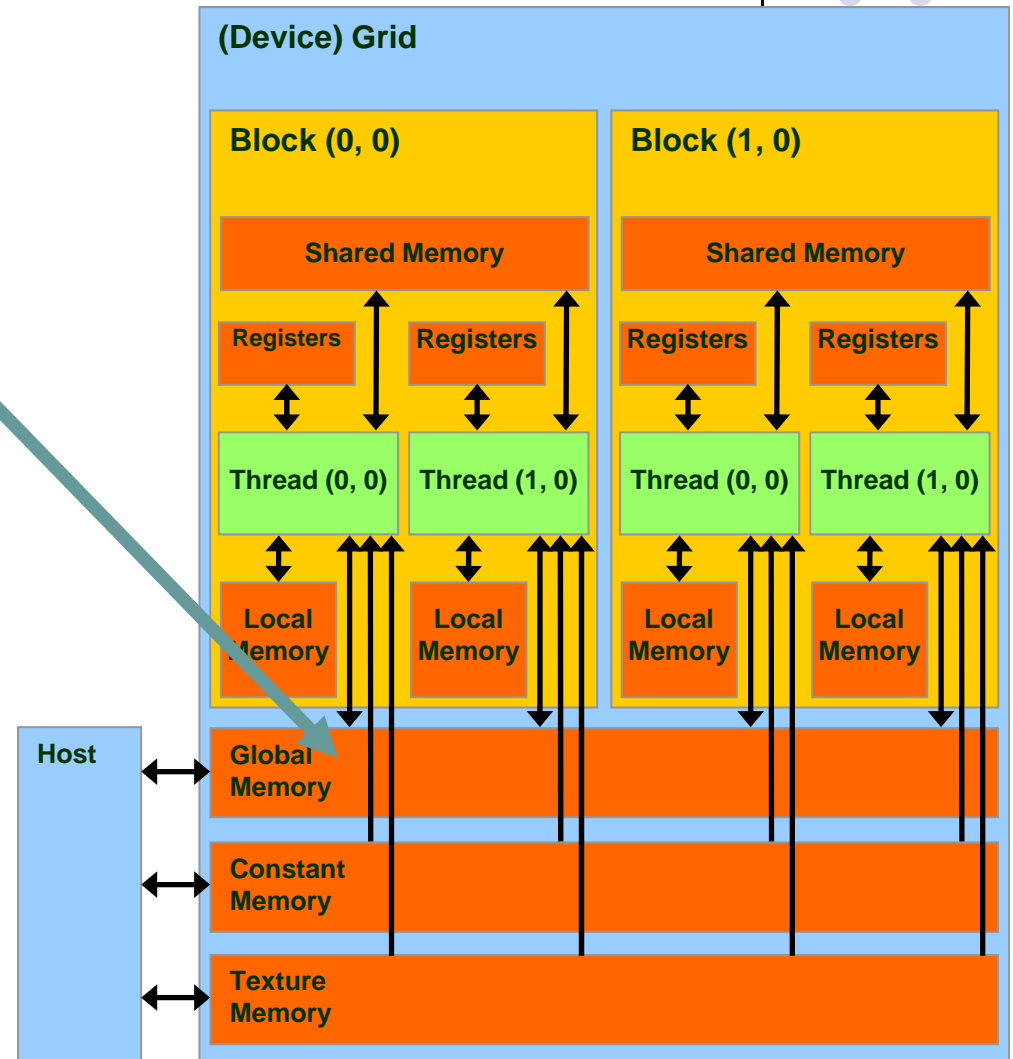 (Device) Grid
Block (0, 0)
Block (1, 0)
Shared Memory
Shared Memory
Registers
Registers
Registers
Registers
Thread (0, 0)
Thread (1, 0)
Thread (0, 0)
Thread (1, 0)
Local
Memory
Local
Memory
Local
Memory
Local
Memory
Host
Global
Memory
Constant
Memory
Texture
Memory